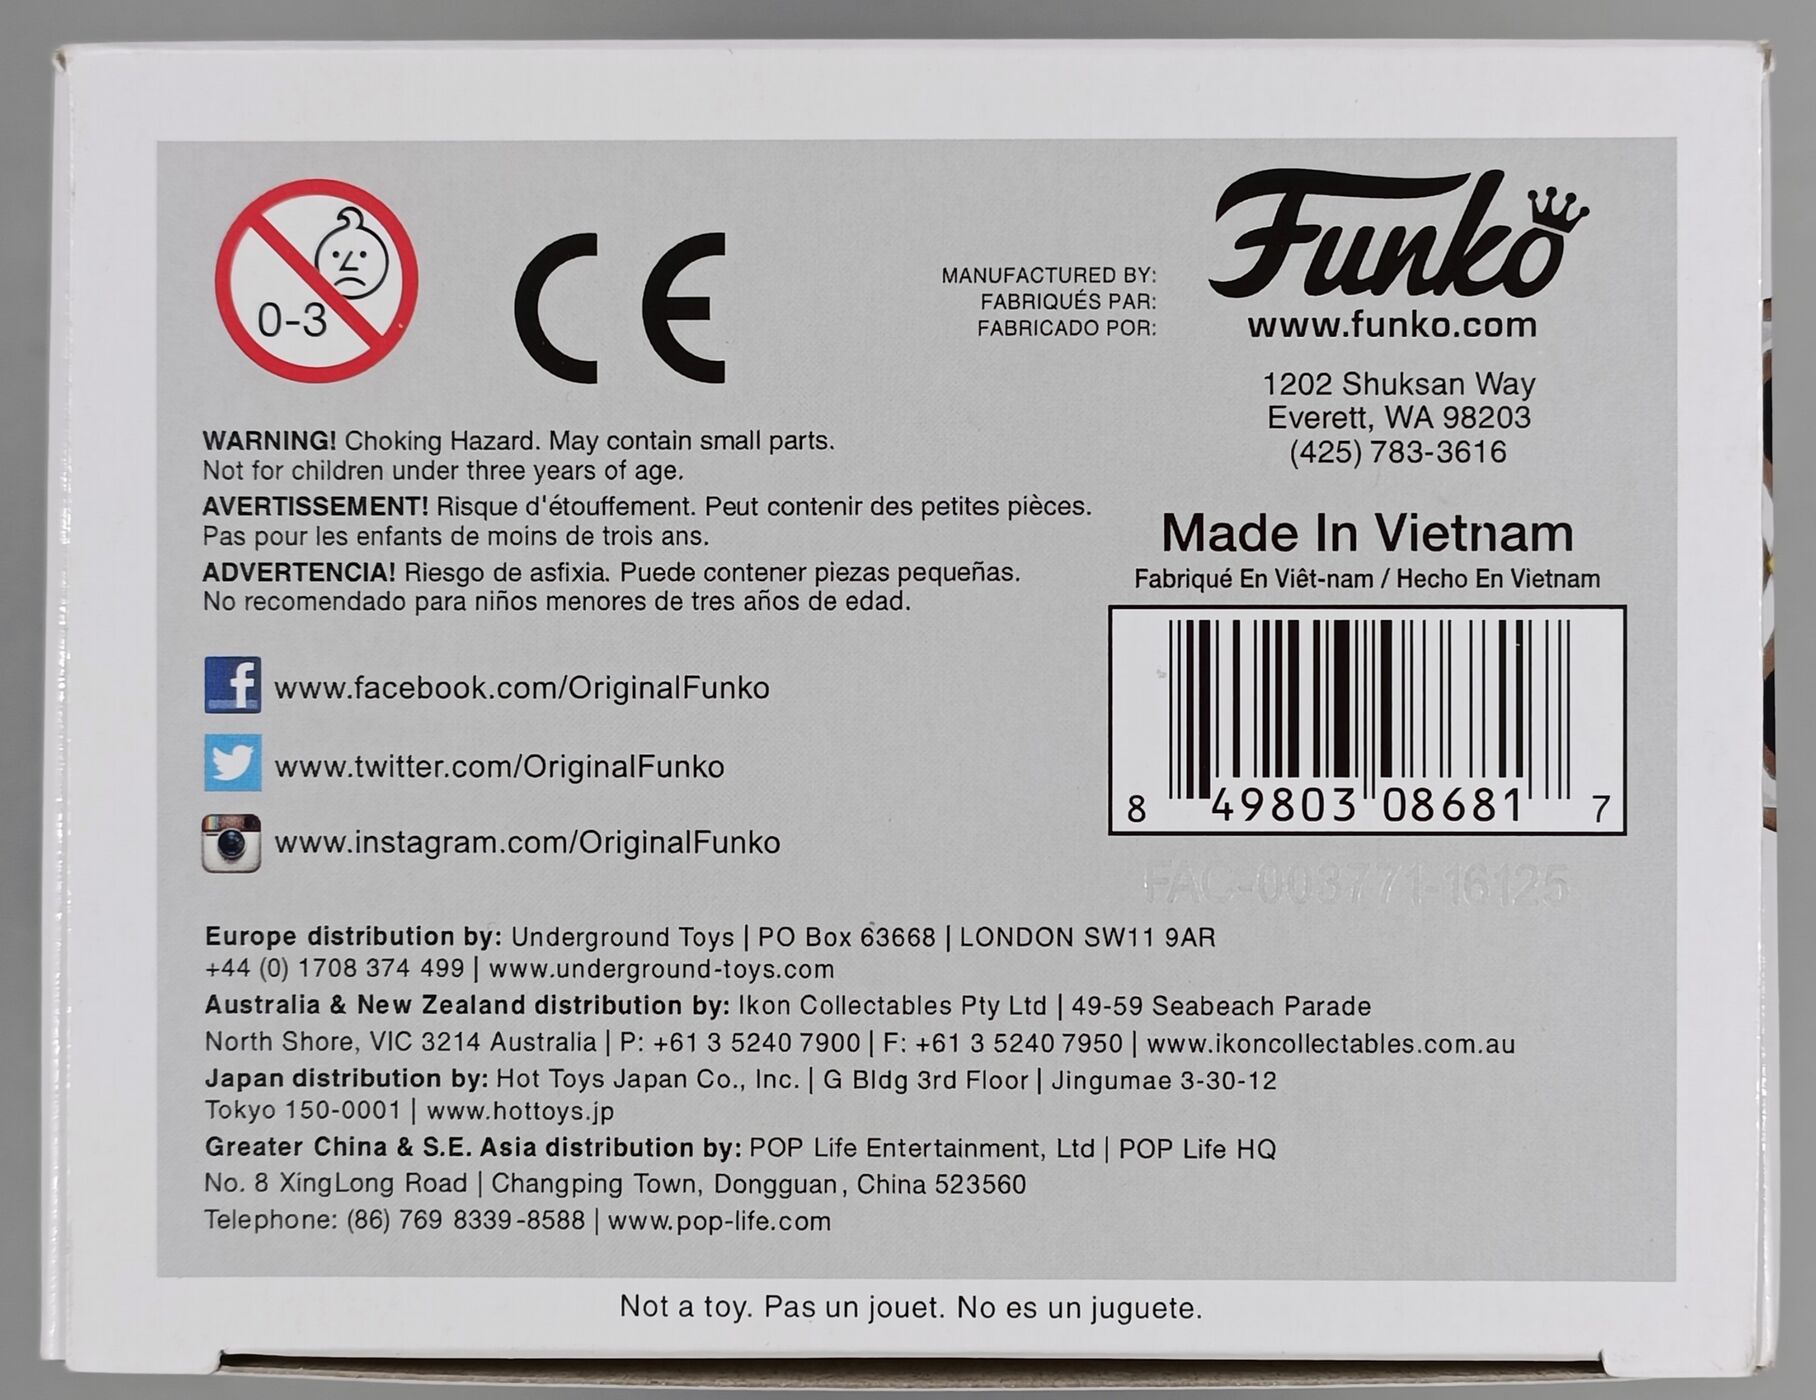 0-3
CE
MANUFACTURED BY:
FABRIQUÉS PAR:
FABRICADO POR:
Funko
www.funko.com
1202 Shuksan Way
Everett, WA 98203
(425) 783-3616
WARNING! Choking Hazard. May contain small parts.
Not for children under three years of age.
AVERTISSEMENT! Risque d'étouffement. Peut contenir des petites pièces.
Pas pour les enfants de moins de trois ans.
ADVERTENCIA! Riesgo de asfixia. Puede contener piezas pequeñas.
No recomendado para niños menores de tres años de edad.
Made In Vietnam
Fabriqué En Viêt-nam / Hecho En Vietnam
www.facebook.com/OriginalFunko
www.twitter.com/OriginalFunko
www.instagram.com/OriginalFunko
8 49803 08681 7
FAC-003771-16125
Europe distribution by: Underground Toys | PO Box 63668 | LONDON SW11 9AR
+44 (0) 1708 374 499 | www.underground-toys.com
Australia & New Zealand distribution by: Ikon Collectables Pty Ltd | 49-59 Seabeach Parade
North Shore, VIC 3214 Australia | P: +61 3 5240 7900 | F: +61 3 5240 7950 | www.ikoncollectables.com.au
Japan distribution by: Hot Toys Japan Co., Inc. | G Bldg 3rd Floor | Jingumae 3-30-12
Tokyo 150-0001 | www.hottoys.jp
Greater China & S.E. Asia distribution by: POP Life Entertainment, Ltd | POP Life HQ
No. 8 XingLong Road | Changping Town, Dongguan, China 523560
Telephone: (86) 769 8339-8588 | www.pop-life.com
Not a toy. Pas un jouet. No es un juguete.